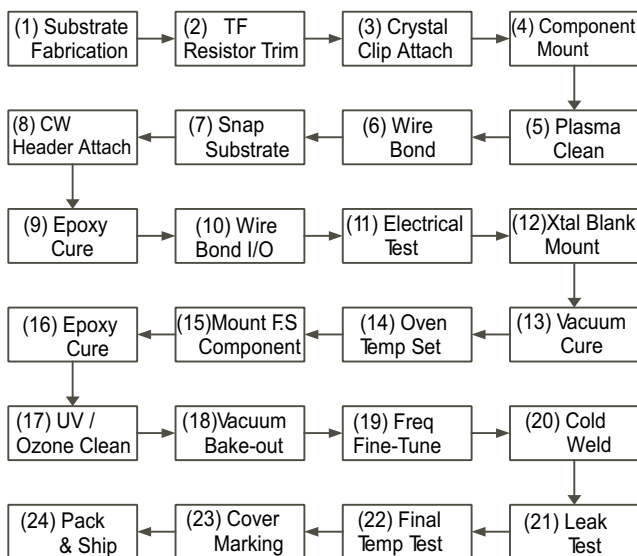 (1) Substrate
Fabrication
(2) TF
Resistor Trim
(3) Crystal
Clip Attach
(4) Component
Mount
(5) Plasma
Clean
(6) Wire
Bond
(7) Snap
Substrate
(8) CW
Header Attach
(9) Epoxy
Cure
(10) Wire
Bond I/O
(11) Electrical
Test
(12)Xtal Blank
Mount
(13) Vacuum
Cure
(14) Oven
Temp Set
(15)Mount F.S
Component
(16) Epoxy
Cure
(17) UV /
Ozone Clean
(18)Vacuum
Bake-out
(19) Freq
Fine-Tune
(20) Cold
Weld
(21) Leak
Test
(22) Final
Temp Test
(23) Cover
Marking
(24) Pack
& Ship